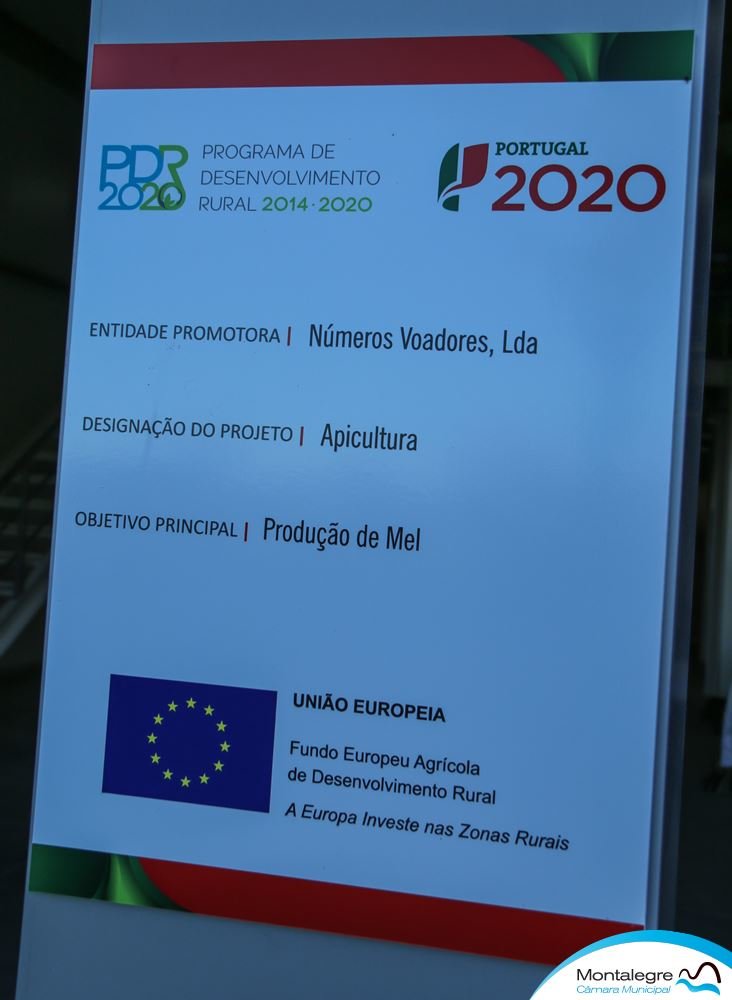 PDR
2020
PROGRAMA DE
DESENVOLVIMENTO
RURAL 2014 · 2020
PORTUGAL
2020
ENTIDADE PROMOTORA | Números Voadores, Lda
DESIGNAÇÃO DO PROJETO | Apicultura
OBJETIVO PRINCIPAL | Produção de Mel
UNIÃO EUROPEIA
Fundo Europeu Agrícola
de Desenvolvimento Rural
A Europa Investe nas Zonas Rurais
Montalegre
Câmara Municipal